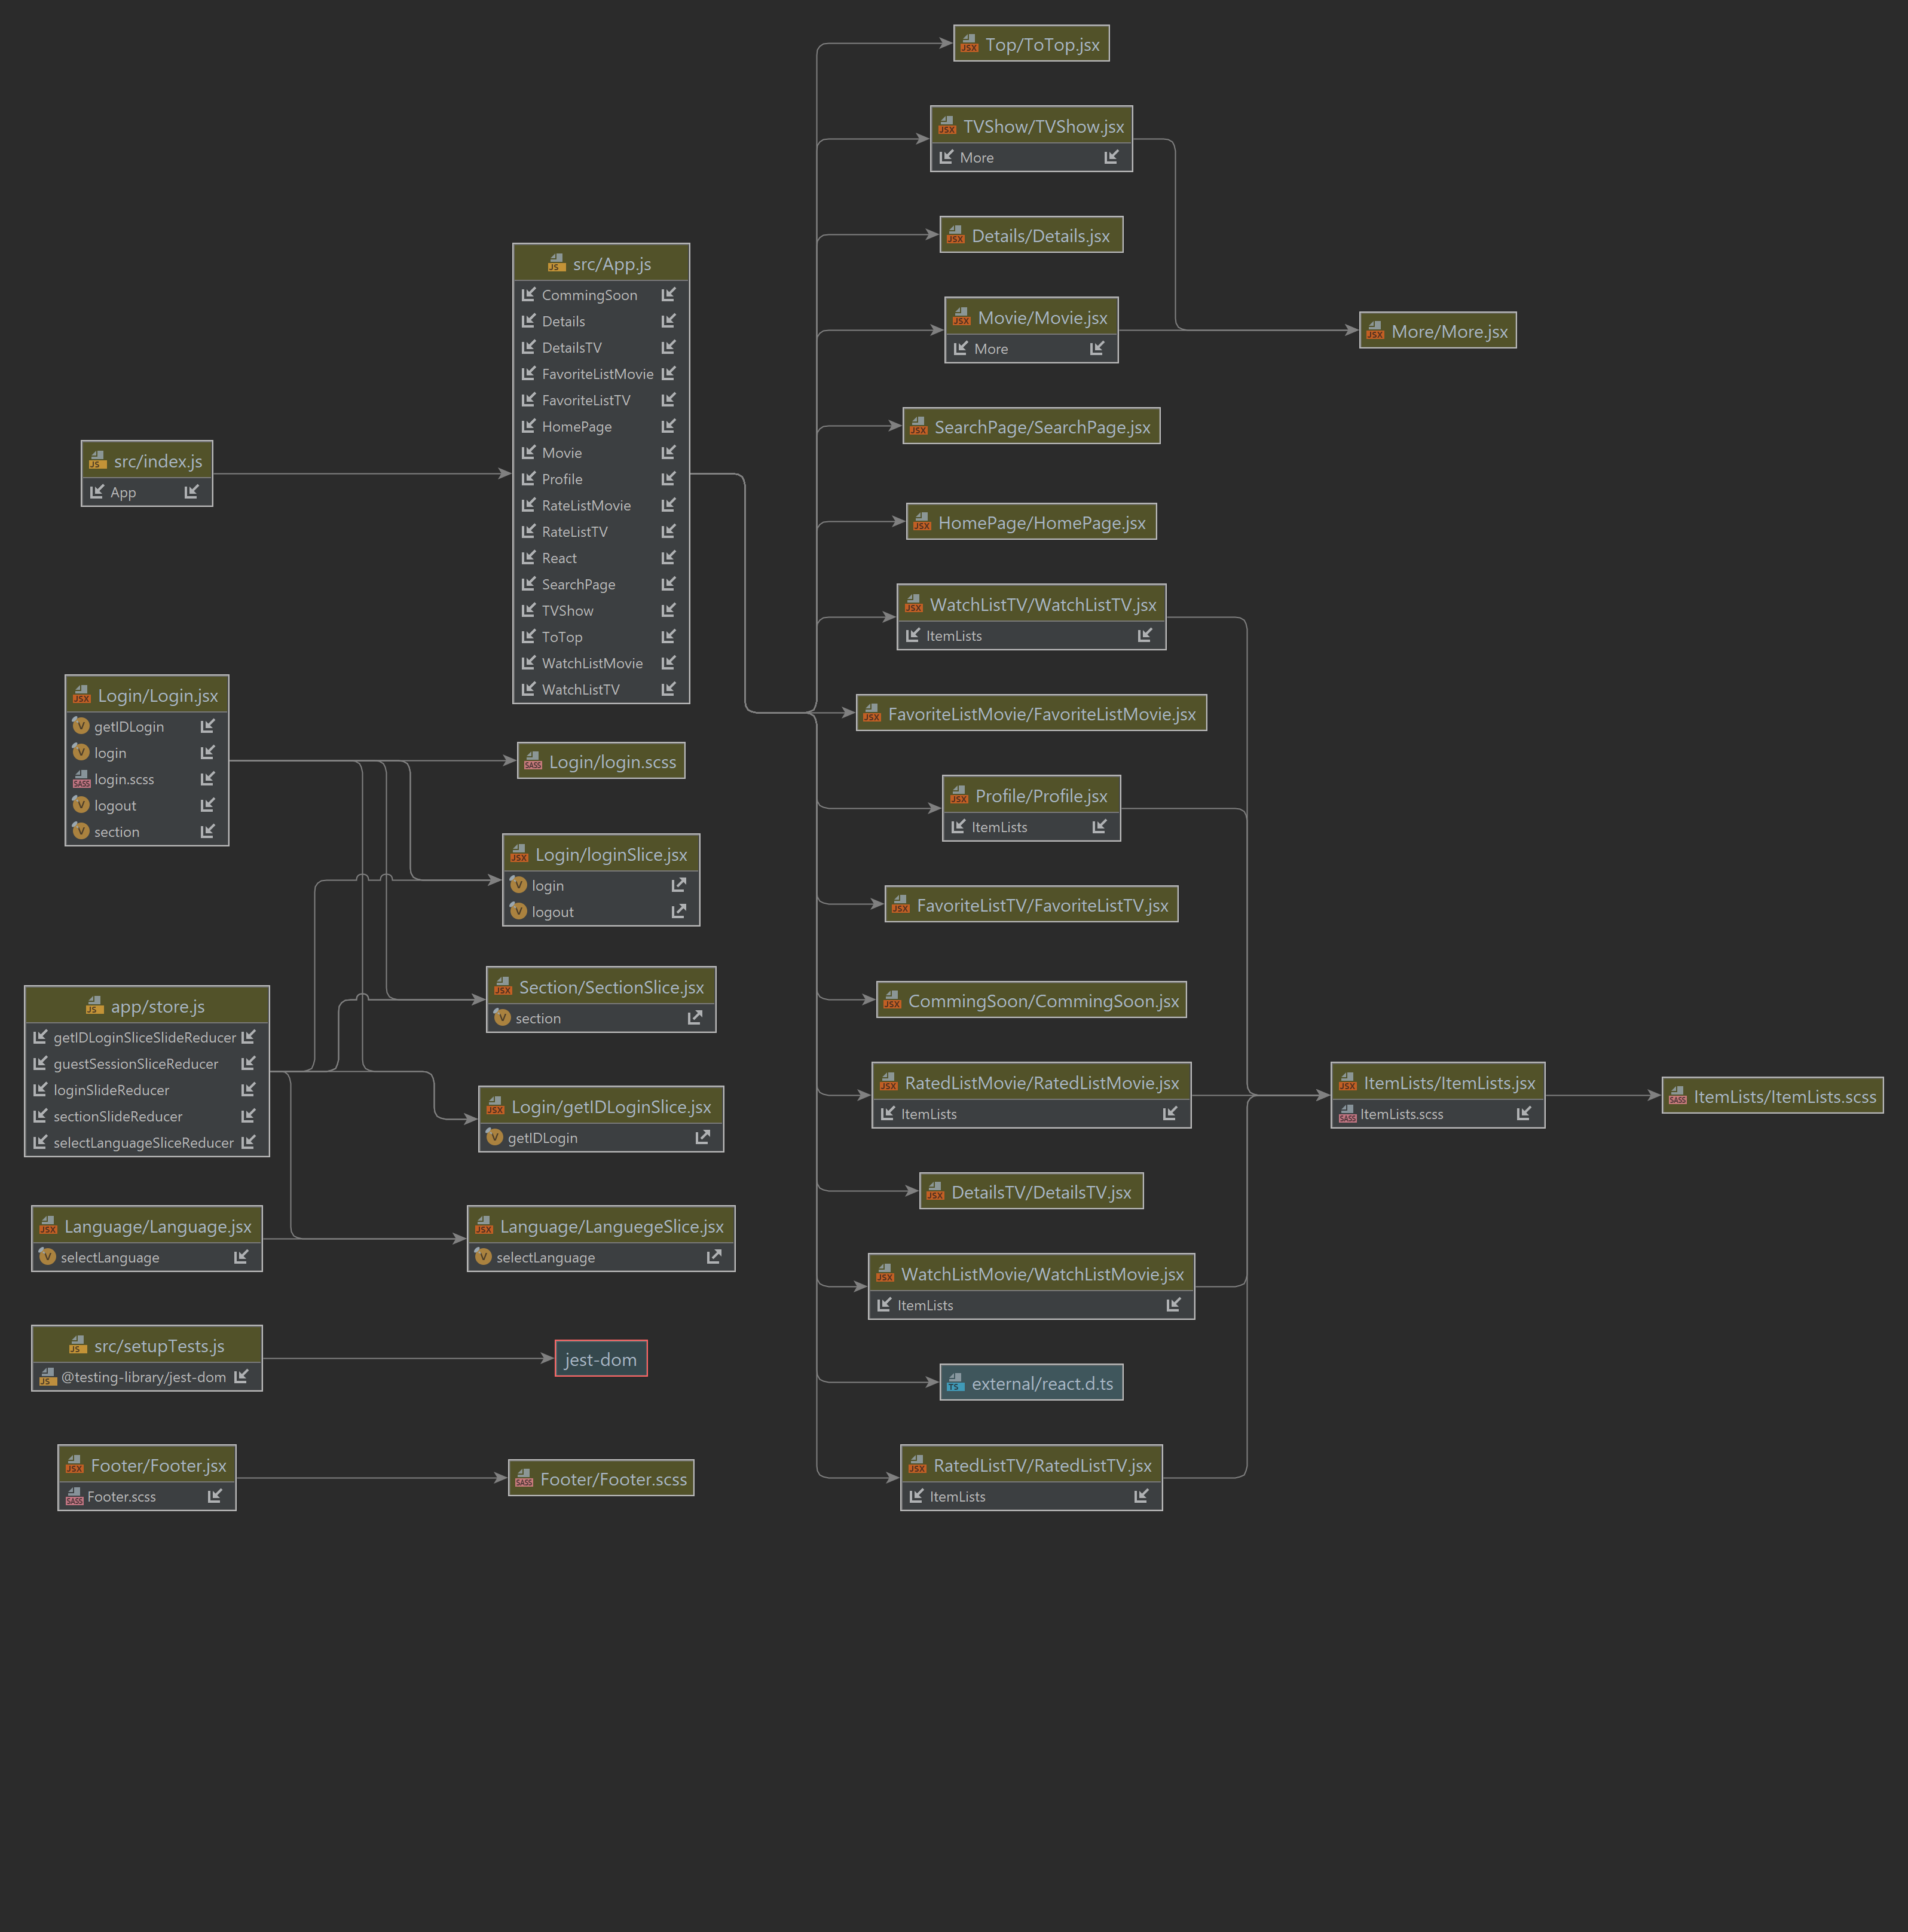 src/index.js
App
Login/Login.jsx
getIDLogin
login
login.scss
logout
section
app/store.js
getIDLoginSliceSlideReducer
guestSessionSliceReducer
loginSlideReducer
sectionSlideReducer
selectLanguageSliceReducer
Language/Language.jsx
selectLanguage
src/setupTests.js
@testing-library/jest-dom
Footer/Footer.jsx
Footer.scss
src/App.js
CommingSoon
Details
DetailsTV
FavoriteListMovie
FavoriteListTV
HomePage
Movie
Profile
RateListMovie
RateListTV
React
SearchPage
TVShow
ToTop
WatchListMovie
WatchListTV
Login/login.scss
Login/loginSlice.jsx
login
logout
Section/SectionSlice.jsx
section
Login/getIDLoginSlice.jsx
getIDLogin
Language/LanguegeSlice.jsx
selectLanguage
jest-dom
Footer/Footer.scss
Top/ToTop.jsx
TVShow/TVShow.jsx
More
Details/Details.jsx
Movie/Movie.jsx
More
SearchPage/SearchPage.jsx
HomePage/HomePage.jsx
WatchListTV/WatchListTV.jsx
ItemLists
FavoriteListMovie/FavoriteListMovie.jsx
Profile/Profile.jsx
ItemLists
FavoriteListTV/FavoriteListTV.jsx
CommingSoon/CommingSoon.jsx
RatedListMovie/RatedListMovie.jsx
ItemLists
DetailsTV/DetailsTV.jsx
WatchListMovie/WatchListMovie.jsx
ItemLists
external/react.d.ts
RatedListTV/RatedListTV.jsx
ItemLists
More/More.jsx
ItemLists/ItemLists.jsx
ItemLists.scss
ItemLists/ItemLists.scss